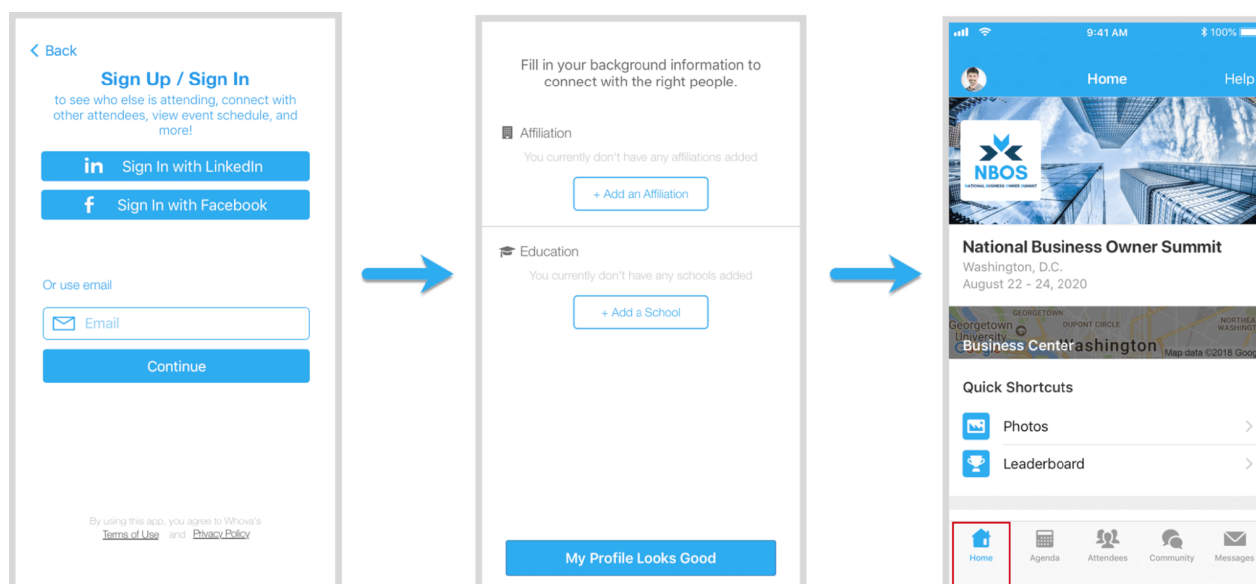 Back
Sign Up / Sign In
to see who else is attending, connect with
other attendees, view event schedule, and
more!
in Sign In with LinkedIn
f Sign In with Facebook
Or use email
Email
Continue
By using this app, you agree to Whova's
Terms of Use and Privacy Policy
Fill in your background information to
connect with the right people.
Affiliation
You currently don't have any affiliations added
+ Add an Affiliation
Education
You currently don't have any schools added
+ Add a School
My Profile Looks Good
9:41 AM
100%
Home
Help
NBOS
NATIONAL BUSINESS OWNER SUMMIT
National Business Owner Summit
Washington, D.C.
August 22 - 24, 2020
GEORGETOWN
Georgetown
University
DUPONT CIRCLE
NORTHEA
WASHINGT
Business Center
Washington
Map data ©2018 Goog
Quick Shortcuts
Photos
Leaderboard
Home
Agenda
Attendees
Community
Messages